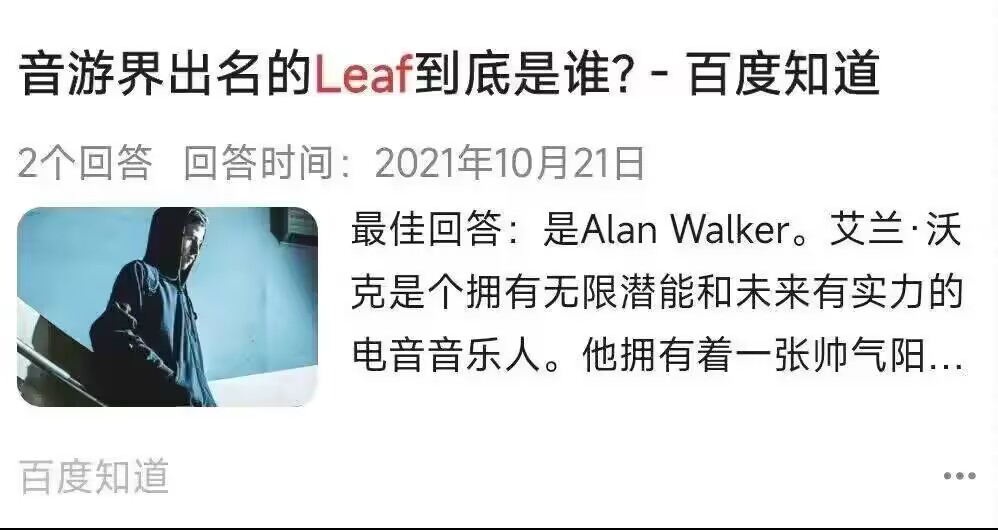 音游界出名的Leaf到底是谁? - 百度知道
2个回答 回答时间：2021年10月21日
最佳回答：是Alan Walker。艾兰·沃
克是个拥有无限潜能和未来有实力的
电音音乐人。他拥有着一张帅气阳...
百度知道